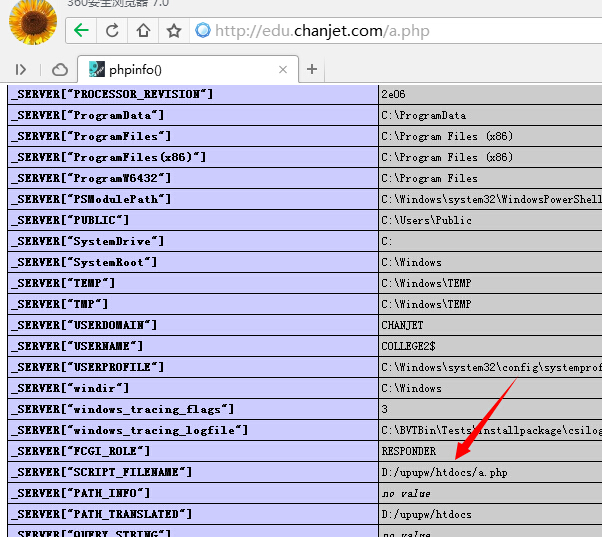 360安全浏览器 7.0
http://edu.chanjet.com/a.php
phpinfo()
_SERVER["PROCESSOR_REVISION"] 2e06
_SERVER["ProgramData"] C:\ProgramData
_SERVER["ProgramFiles"] C:\Program Files (x86)
_SERVER["ProgramFiles(x86)"] C:\Program Files (x86)
_SERVER["ProgramW6432"] C:\Program Files
_SERVER["PSModulePath"] C:\Windows\system32\WindowsPowerShell
_SERVER["PUBLIC"] C:\Users\Public
_SERVER["SystemDrive"] C:
_SERVER["SystemRoot"] C:\Windows
_SERVER["TEMP"] C:\Windows\TEMP
_SERVER["TMP"] C:\Windows\TEMP
_SERVER["USERDOMAIN"] CHANJET
_SERVER["USERNAME"] COLLEGE2$
_SERVER["USERPROFILE"] C:\Windows\system32\config\systemprof
_SERVER["windir"] C:\Windows
_SERVER["windows_tracing_flags"] 3
_SERVER["windows_tracing_logfile"] C:\BVTBin\Tests\installpackage\csilog
_SERVER["FCGI_ROLE"] RESPONDER
_SERVER["SCRIPT_FILENAME"] D:/upupw/htdocs/a.php
_SERVER["PATH_INFO"] no value
_SERVER["PATH_TRANSLATED"] D:/upupw/htdocs
_SERVER["QUERY_STRING"] no value